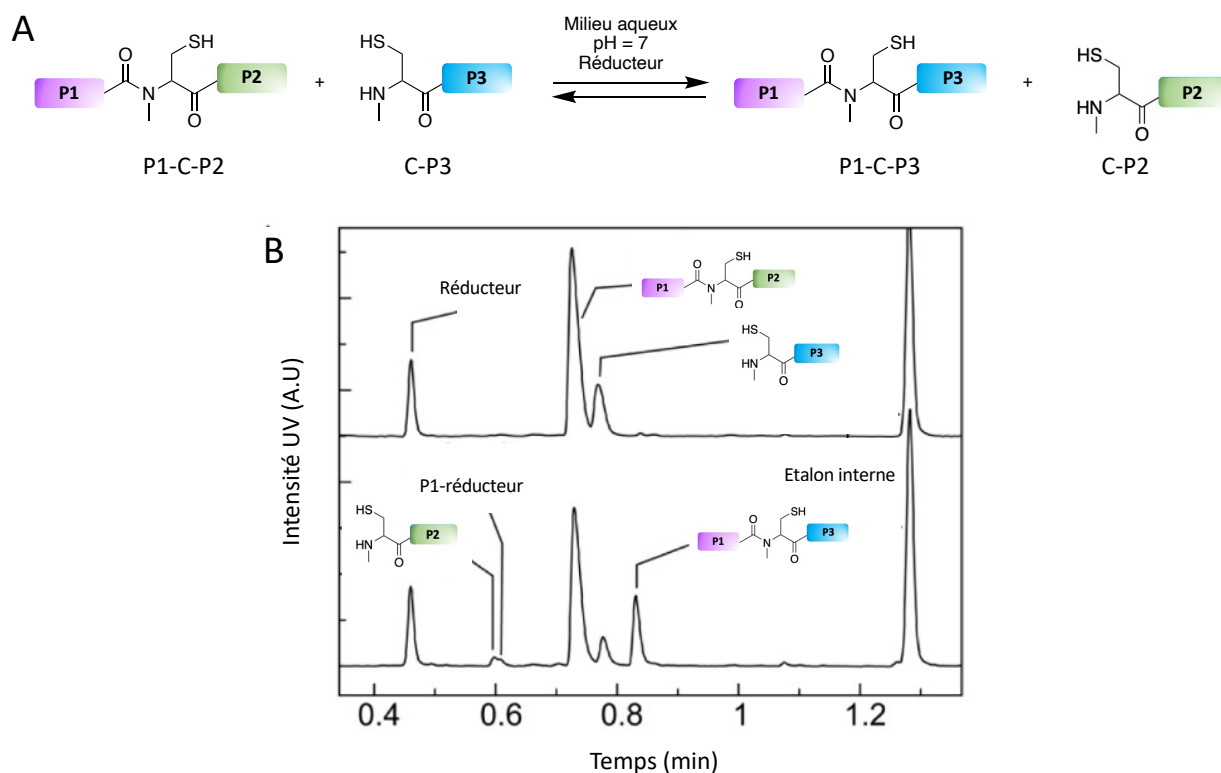 A
P1
O
SH
N
O
P2
+
HS
HN
O
P3
Milieu aqueux
pH = 7
Réducteur
P1
O
SH
N
O
P3
+
HS
HN
O
P2
P1-C-P2
C-P3
P1-C-P3
C-P2
B
Réducteur
P1
O
SH
N
O
P2
HS
HN
O
P3
P1-réducteur
Etalon interne
HS
HN
O
P2
P1
O
SH
N
O
P3
Intensité UV (A.U)
0.4
0.6
0.8
1
1.2
Temps (min)